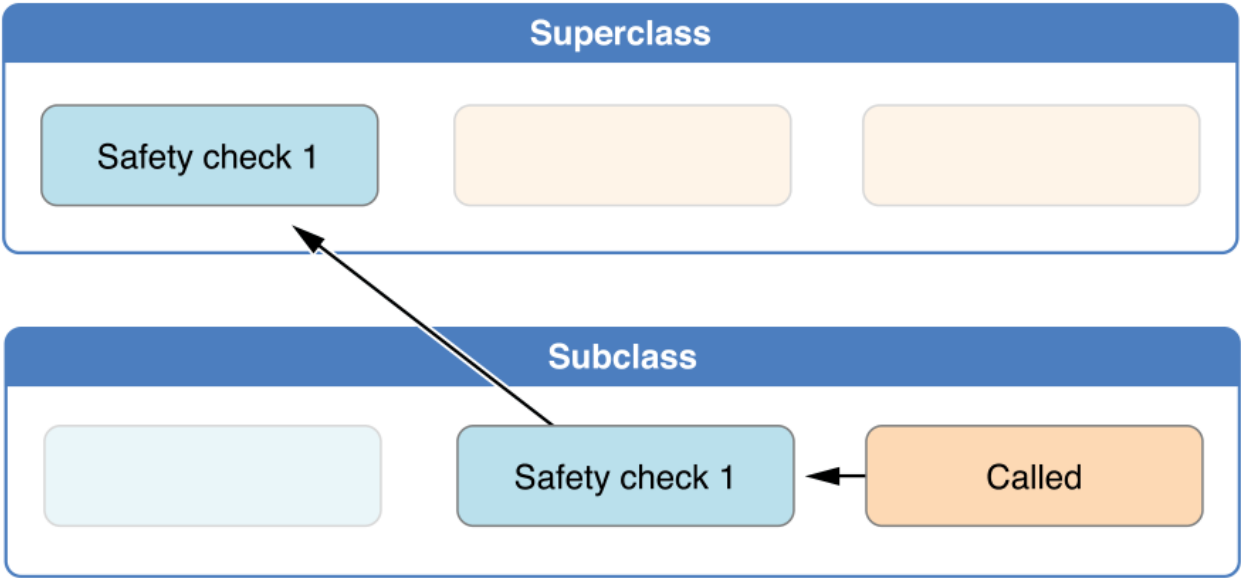 Superclass
Safety check 1
Subclass
Safety check 1
Called